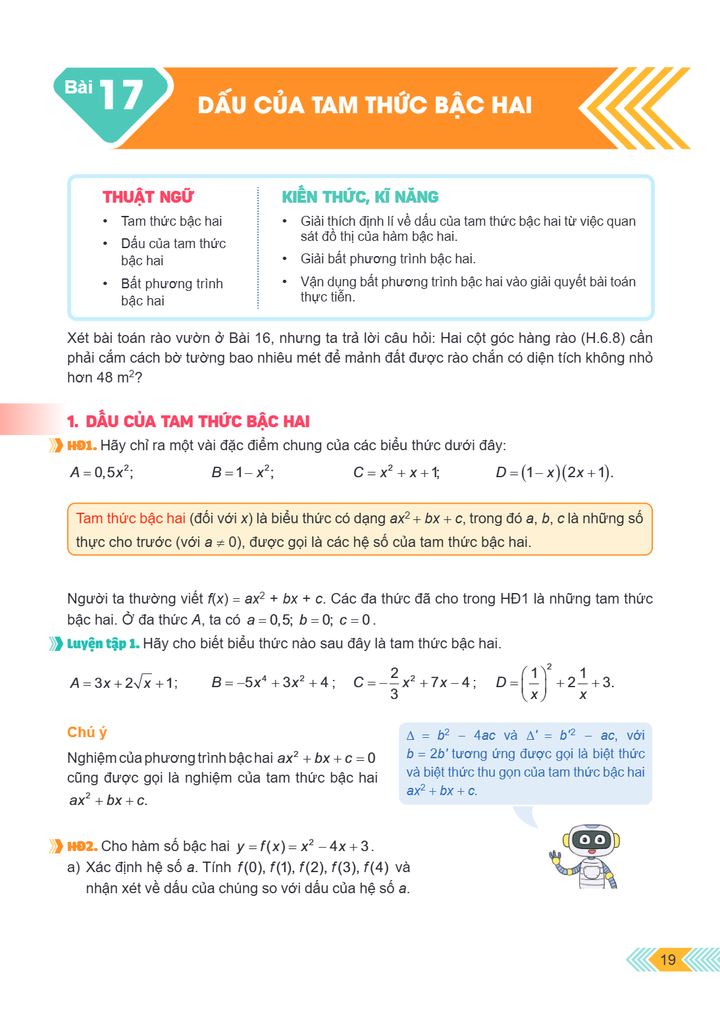 Bài 17
DẤU CỦA TAM THỨC BẬC HAI
THUẬT NGỮ
• Tam thức bậc hai
• Dấu của tam thức
bậc hai
• Bất phương trình
bậc hai
KIẾN THỨC, KĨ NĂNG
• Giải thích định lí về dấu của tam thức bậc hai từ việc quan
sát đồ thị của hàm bậc hai.
• Giải bất phương trình bậc hai.
• Vận dụng bất phương trình bậc hai vào giải quyết bài toán
thực tiễn.
Xét bài toán rào vườn ở Bài 16, nhưng ta trả lời câu hỏi: Hai cột góc hàng rào (H.6.8) cần
phải cắm cách bờ tường bao nhiêu mét để mảnh đất được rào chắn có diện tích không nhỏ
hơn 48 m²?
1. DẤU CỦA TAM THỨC BẬC HAI
HĐ1. Hãy chỉ ra một vài đặc điểm chung của các biểu thức dưới đây:
A = 0,5x²; B = 1 − x²; C = x² + x + 1; D = (1 − x)(2x + 1).
Tam thức bậc hai (đối với x) là biểu thức có dạng ax² + bx + c, trong đó a, b, c là những số
thực cho trước (với a ≠ 0), được gọi là các hệ số của tam thức bậc hai.
Người ta thường viết f(x) = ax² + bx + c. Các đa thức đã cho trong HĐ1 là những tam thức
bậc hai. Ở đa thức A, ta có a = 0,5; b = 0; c = 0.
Luyện tập 1. Hãy cho biết biểu thức nào sau đây là tam thức bậc hai.
A = 3x + 2√x + 1; B = −5x⁴ + 3x² + 4; C = −2/3 x² + 7x − 4; D = (1/x)² + 2 1/x + 3.
Chú ý
Nghiệm của phương trình bậc hai ax² + bx + c = 0
cũng được gọi là nghiệm của tam thức bậc hai
ax² + bx + c.
Δ = b² − 4ac và Δ' = b'² − ac, với
b = 2b' tương ứng được gọi là biệt thức
và biệt thức thu gọn của tam thức bậc hai
ax² + bx + c.
HĐ2. Cho hàm số bậc hai y = f(x) = x² − 4x + 3.
a) Xác định hệ số a. Tính f(0), f(1), f(2), f(3), f(4) và
nhận xét về dấu của chúng so với dấu của hệ số a.
19